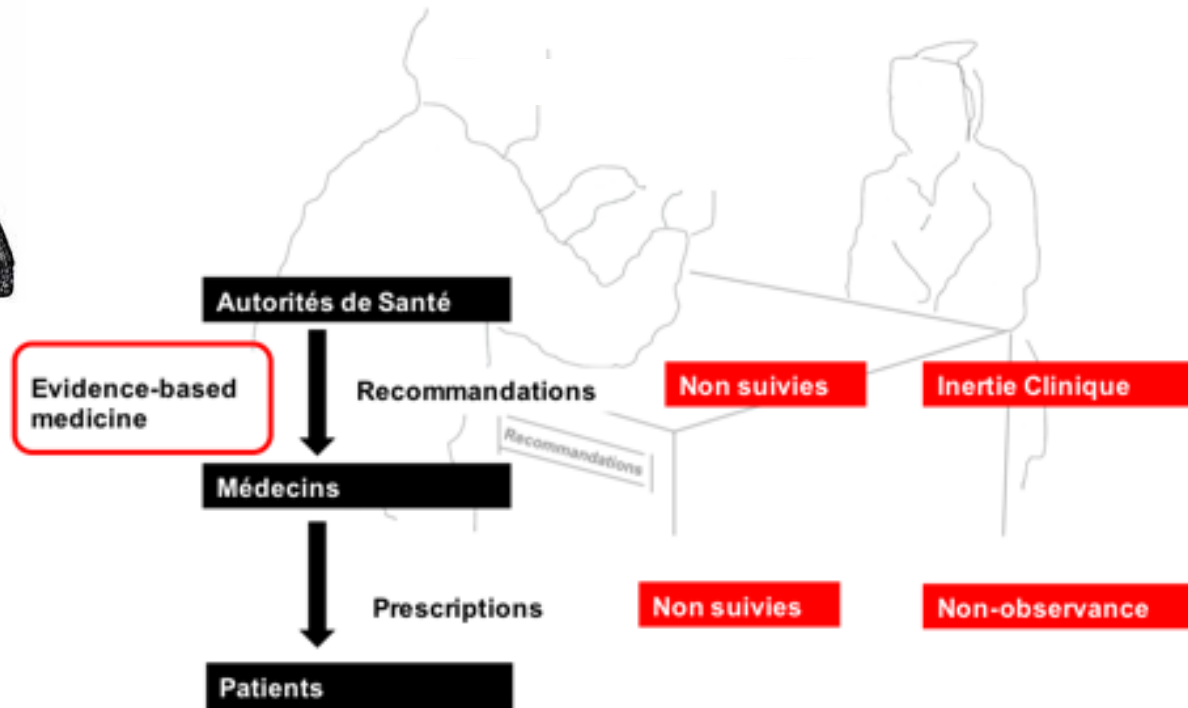 Autorités de Santé
Evidence-based
medicine
Recommandations
Non suivies
Inertie Clinique
Recommandations
Médecins
Prescriptions
Non suivies
Non-observance
Patients